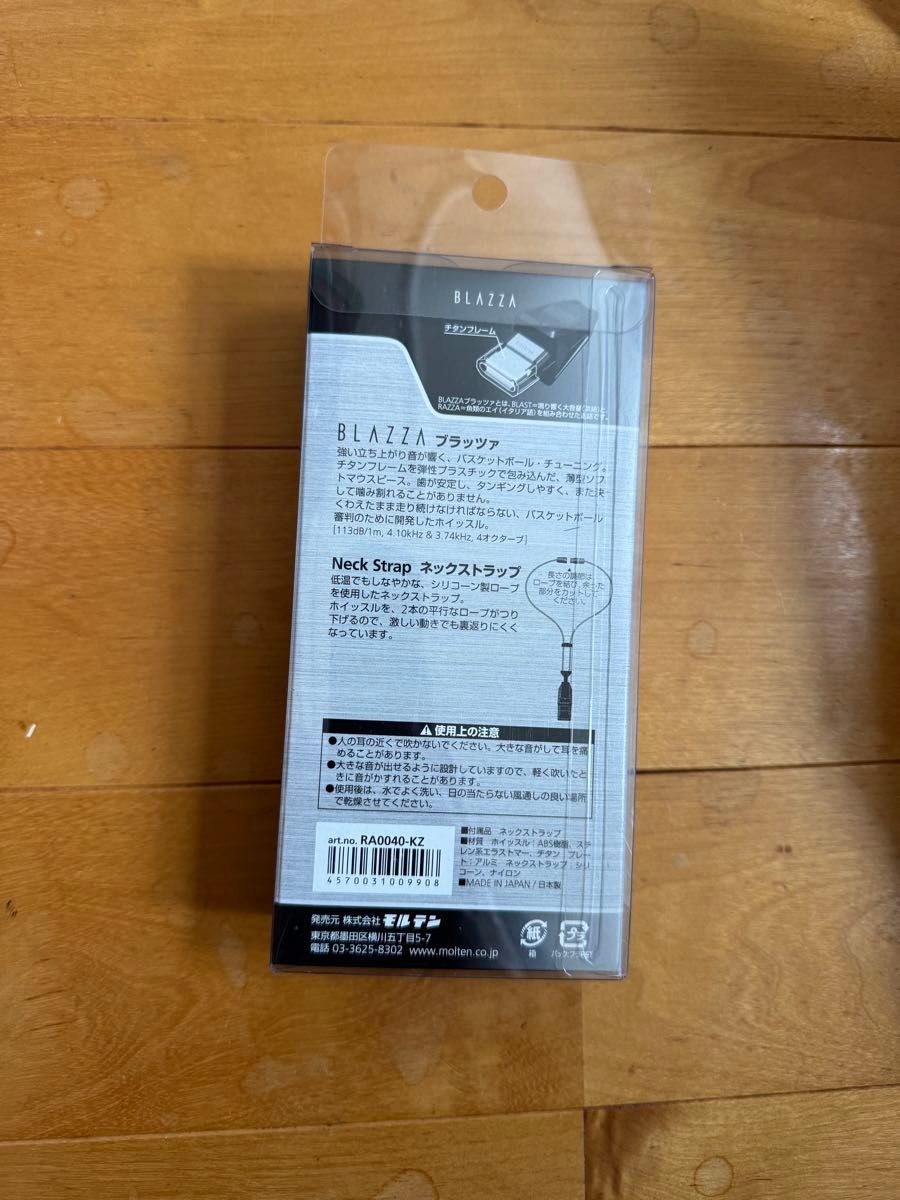 BLAZZA
チタンフレーム
BLAZZAブラッツァとは、BLAST=鳴り響く大音量(英語)と、
RAZZA=魚類のエイ(イタリア語)を組み合わせた造語です。
BLAZZA ブラッツァ
強い立ち上がり音が響く、バスケットボール・チューニング。
チタンフレームを弾性プラスチックで包み込んだ、薄型ソフ
トマウスピース。歯が安定し、タンギングしやすく、また決
して噛み割れることがありません。
くわえたまま走り続けなければならない、バスケットボール
審判のために開発したホイッスル。
[113dB/1m, 4.10kHz & 3.74kHz, 4オクターブ]
Neck Strap ネックストラップ
低温でもしなやかな、シリコーン製ロープ
を使用したネックストラップ。
ホイッスルを、2本の平行なロープがつり
下げるので、激しい動きでも裏返りにくく
なっています。
長さの調節は
ロープを結び、余った
部分をカットして
ください。
使用上の注意
●人の耳の近くで吹かないでください。大きな音がして耳を痛
めることがあります。
●大きな音が出せるように設計していますので、軽く吹いたと
きに音がかすれることがあります。
●使用後は、水でよく洗い、日の当たらない風通しの良い場所
で乾燥させてください。
art.no. RA0040-KZ
4570031009908
■付属品 ネックストラップ
■材質 ホイッスル:ABS樹脂、スチ
レン系エラストマー、チタン プレー
ト:アルミ ネックストラップ:シリ
コーン、ナイロン
■MADE IN JAPAN / 日本製
発売元 株式会社 モルテン
東京都墨田区横川五丁目5-7
電話 03-3625-8302 www.molten.co.jp
紙
箱
プラ